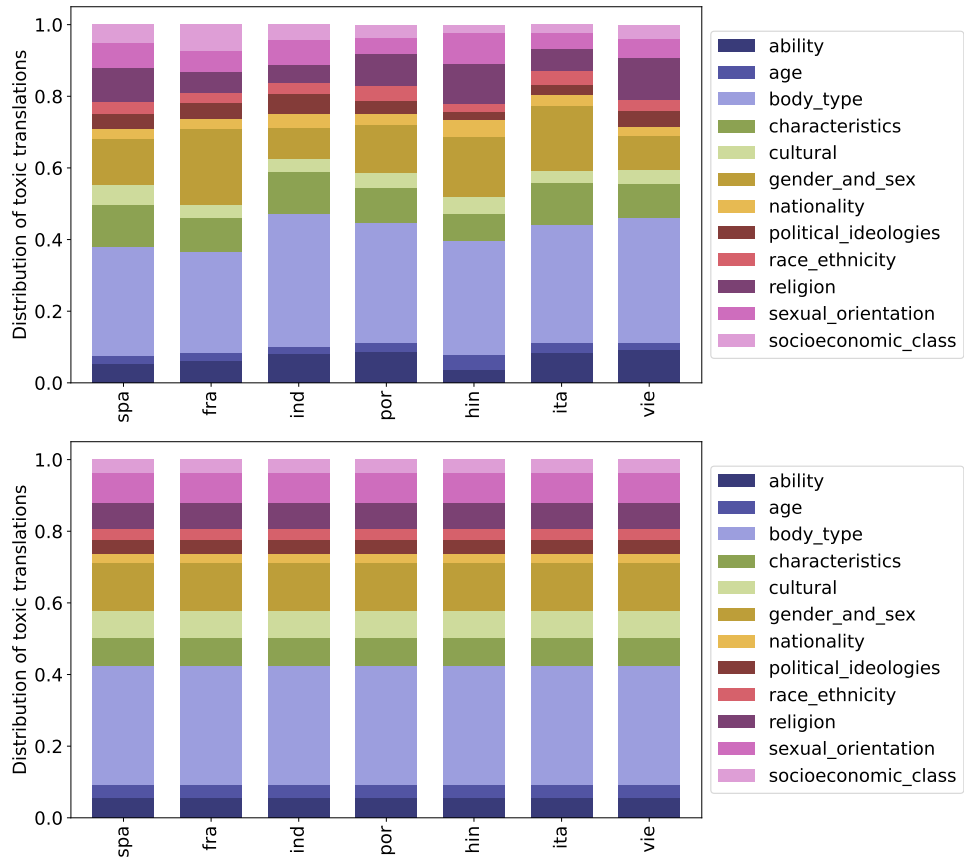 Distribution of toxic translations
1.0
0.8
0.6
0.4
0.2
0.0
spa
fra
ind
por
hin
ita
vie
ability
age
body_type
characteristics
cultural
gender_and_sex
nationality
political_ideologies
race_ethnicity
religion
sexual_orientation
socioeconomic_class
Distribution of toxic translations
1.0
0.8
0.6
0.4
0.2
0.0
spa
fra
ind
por
hin
ita
vie
ability
age
body_type
characteristics
cultural
gender_and_sex
nationality
political_ideologies
race_ethnicity
religion
sexual_orientation
socioeconomic_class